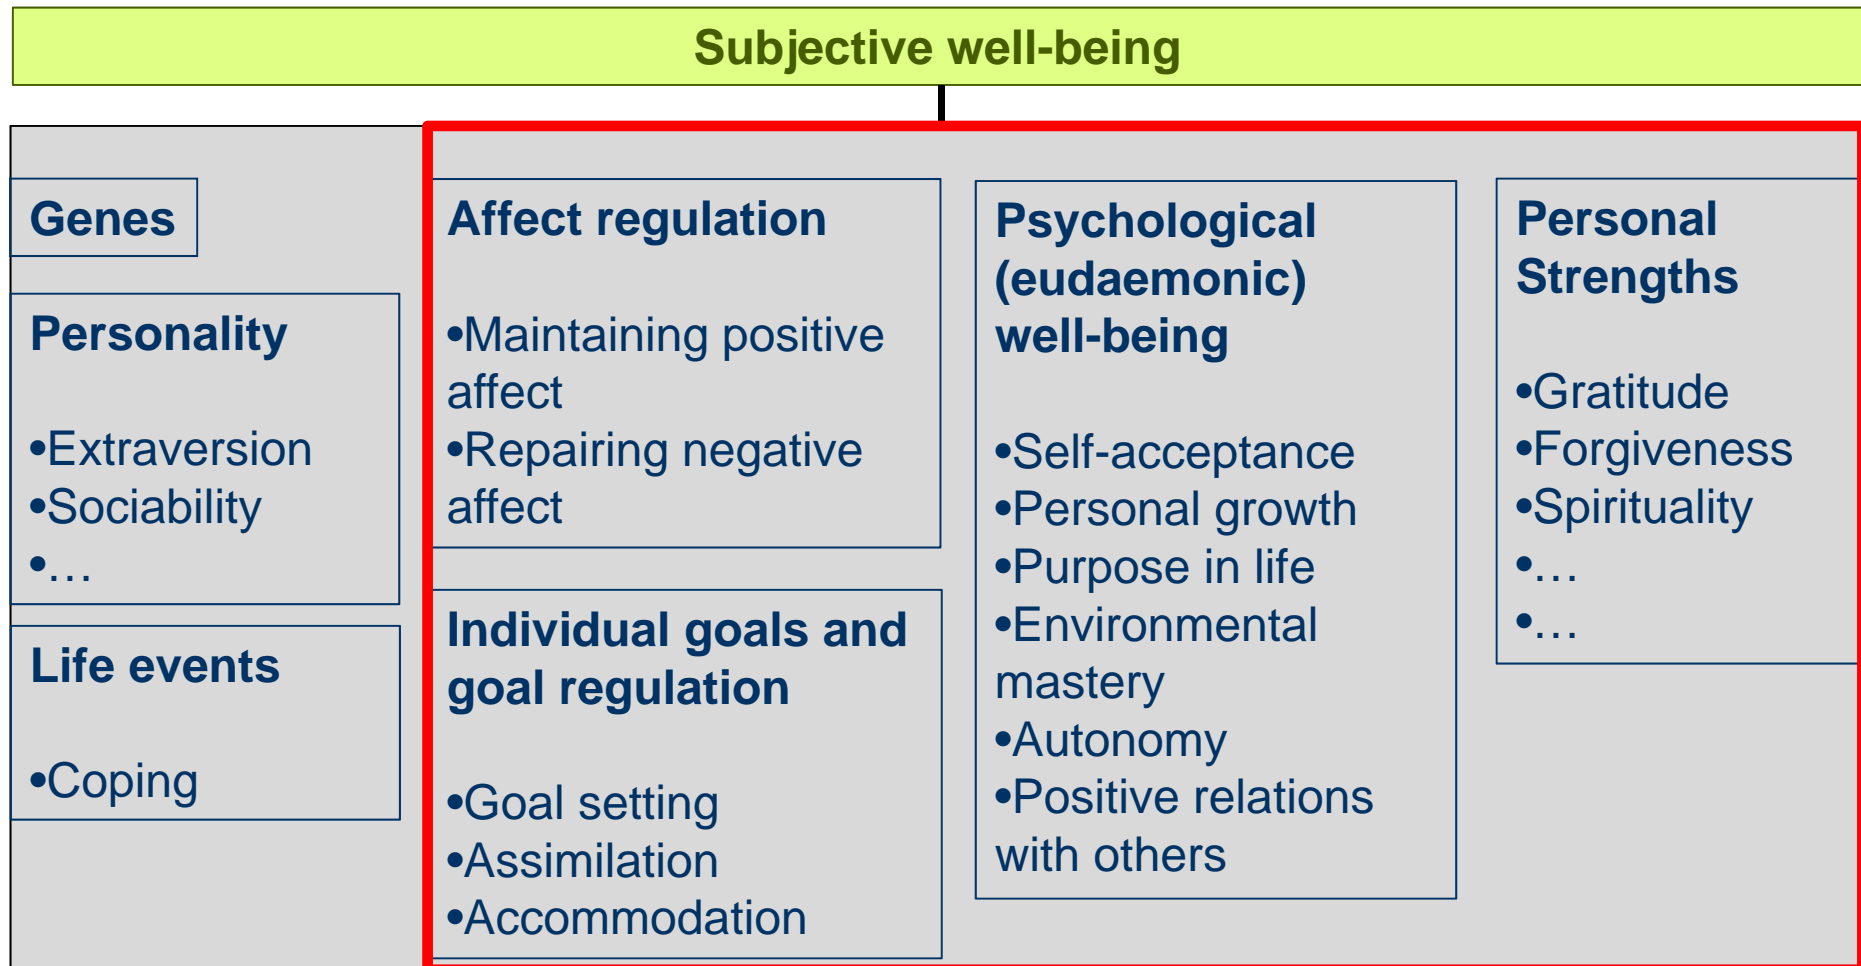 Subjective well-being
Genes
Personality
•Extraversion
•Sociability
•…
Life events
•Coping
Affect regulation
•Maintaining positive
affect
•Repairing negative
affect
Individual goals and
goal regulation
•Goal setting
•Assimilation
•Accommodation
Psychological
(eudaemonic)
well-being
•Self-acceptance
•Personal growth
•Purpose in life
•Environmental
mastery
•Autonomy
•Positive relations
with others
Personal
Strengths
•Gratitude
•Forgiveness
•Spirituality
•…
•…